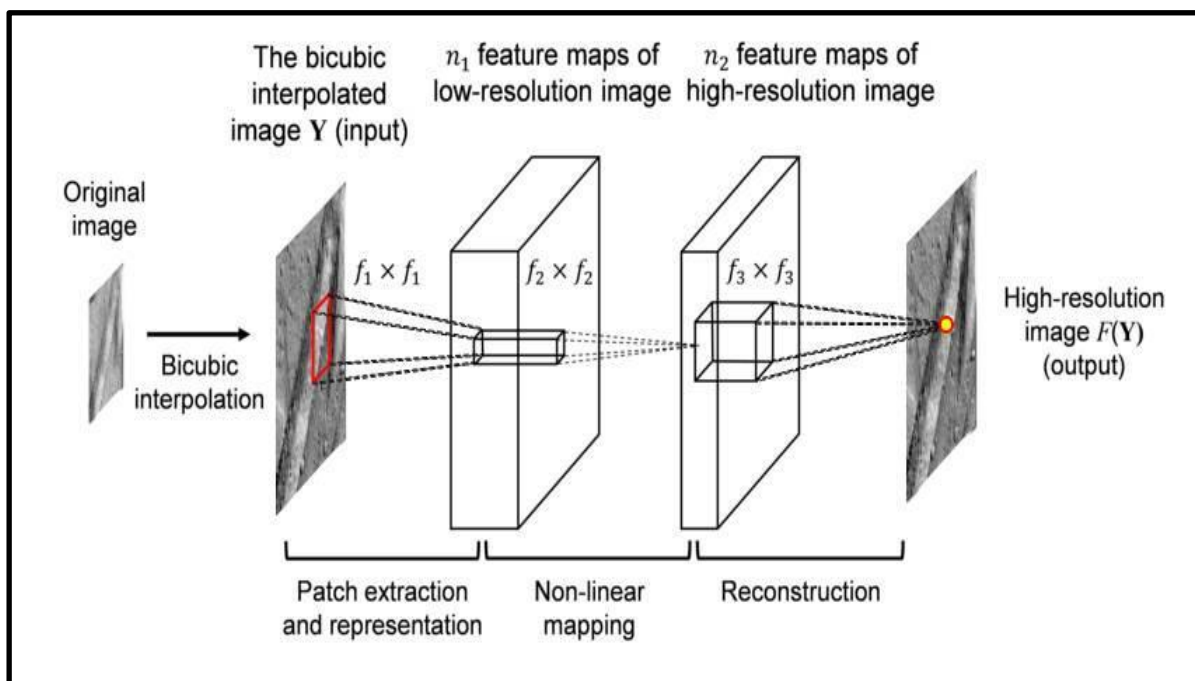 The bicubic
interpolated
image Y (input)
n₁ feature maps of
low-resolution image
n₂ feature maps of
high-resolution image
Original
image
Bicubic
interpolation
f₁ × f₁
f₂ × f₂
f₃ × f₃
High-resolution
image F(Y)
(output)
Patch extraction
and representation
Non-linear
mapping
Reconstruction